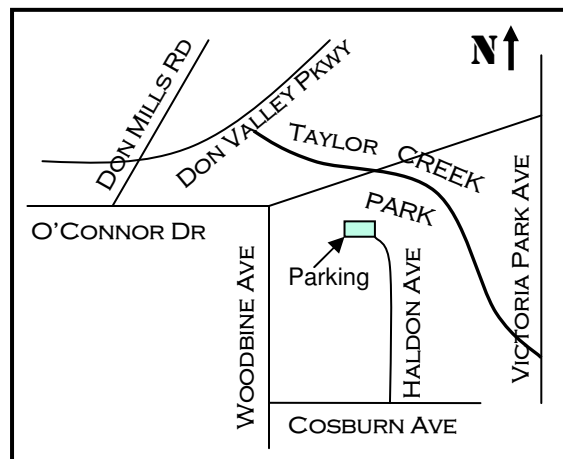 N
DON MILLS RD
DON VALLEY PKWY
TAYLOR CREEK
PARK
O'CONNOR DR
Parking
WOODBINE AVE
HALDON AVE
VICTORIA PARK AVE
COSBURN AVE